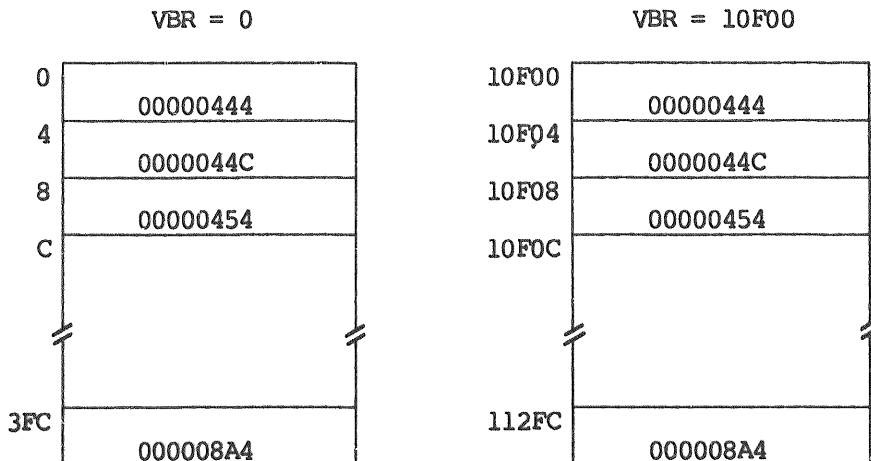 VBR = 0
0
00000444
4
0000044C
8
00000454
C
3FC
000008A4
VBR = 10F00
10F00
00000444
10F04
0000044C
10F08
00000454
10F0C
112FC
000008A4